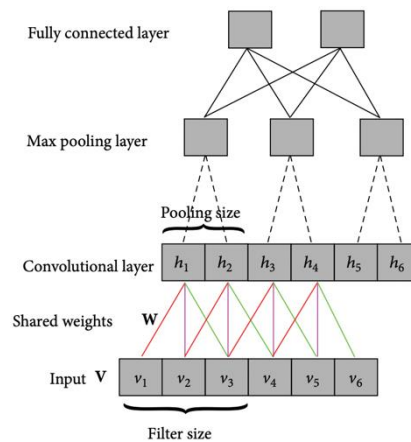 Fully connected layer
Max pooling layer
Pooling size
Convolutional layer h1 h2 h3 h4 h5 h6
Shared weights W
Input V v1 v2 v3 v4 v5 v6
Filter size